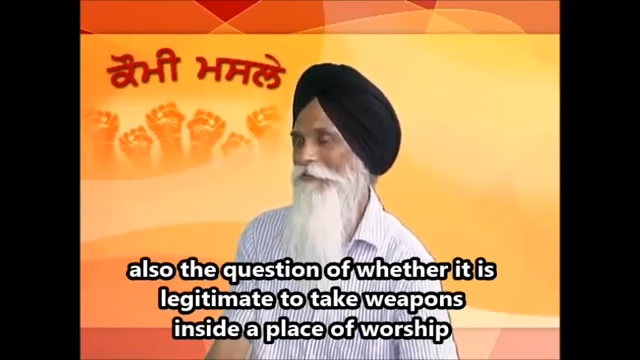 ਕੌਮੀ ਮਸਲੇ
also the question of whether it is
legitimate to take weapons
inside a place of worship